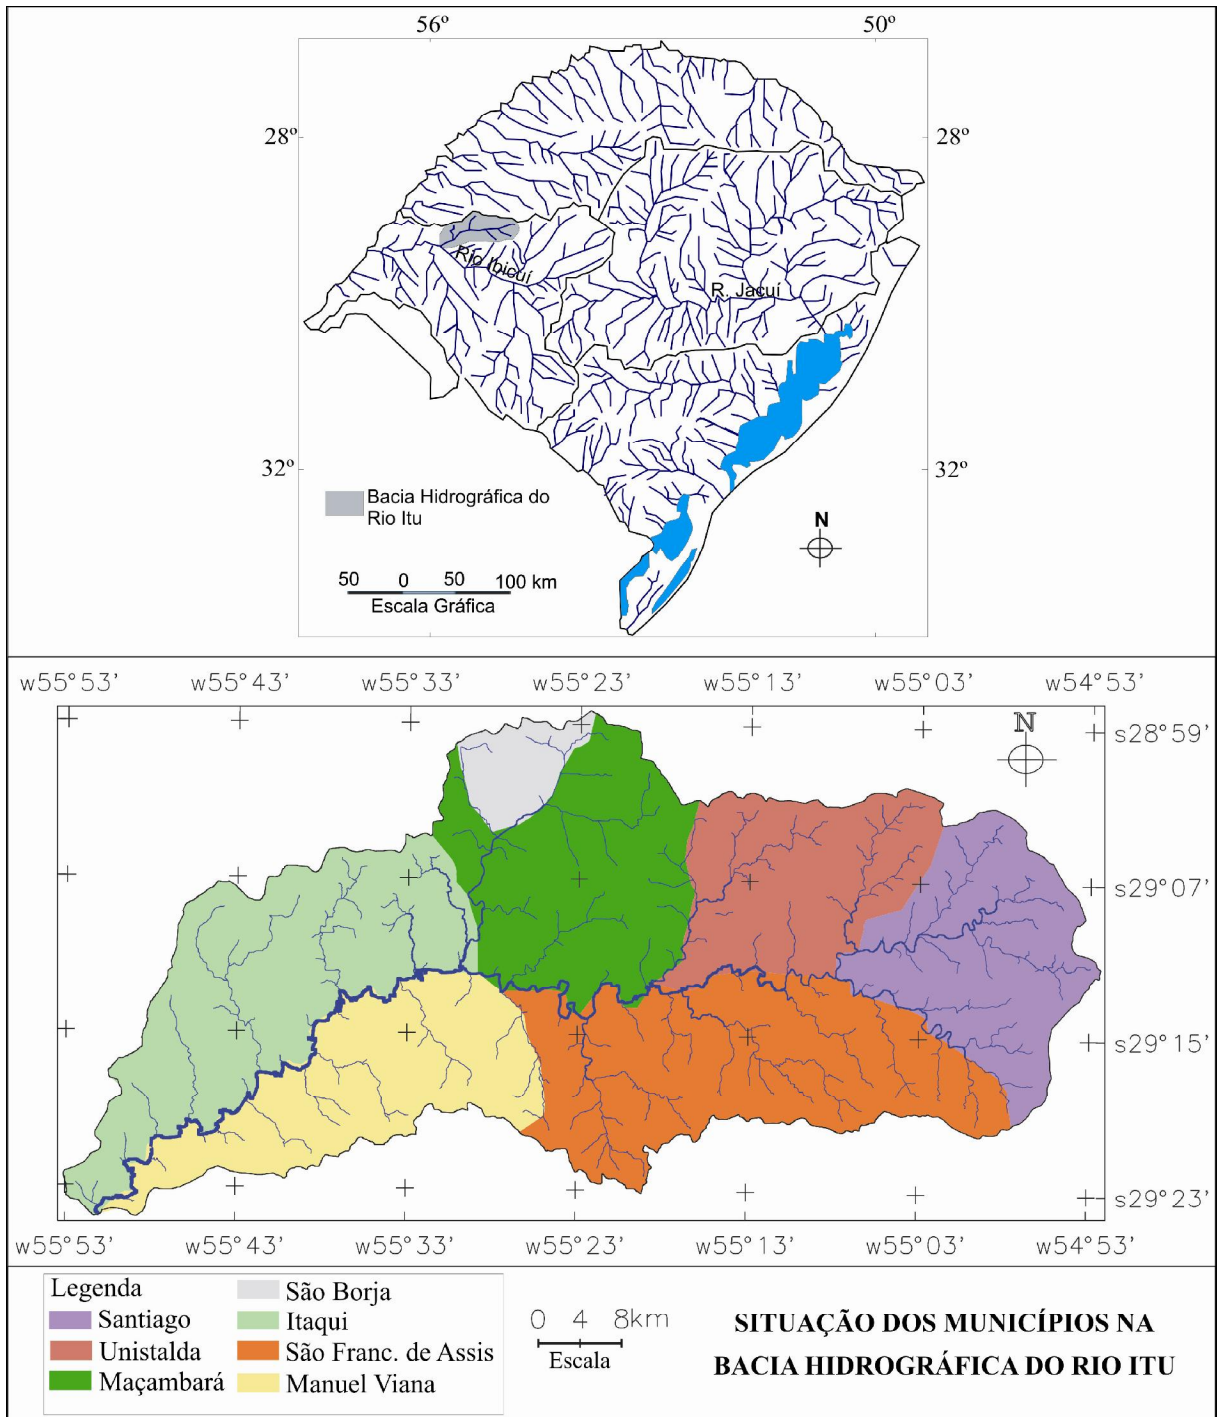 56º 50º
28º 28º
Río Ibicuí
R. Jacuí
32º 32º
Bacia Hidrográfica do
Rio Itu
N
50 0 50 100 km
Escala Gráfica
w55°53' w55°43' w55°33' w55°23' w55°13' w55°03' w54°53'
N
s28°59'
s29°07'
s29°15'
s29°23'
w55°53' w55°43' w55°33' w55°23' w55°13' w55°03' w54°53'
Legenda
Santiago
Unistalda
Maçambará
São Borja
Itaqui
São Franc. de Assis
Manuel Viana
0 4 8km
Escala
SITUAÇÃO DOS MUNICÍPIOS NA
BACIA HIDROGRÁFICA DO RIO ITU